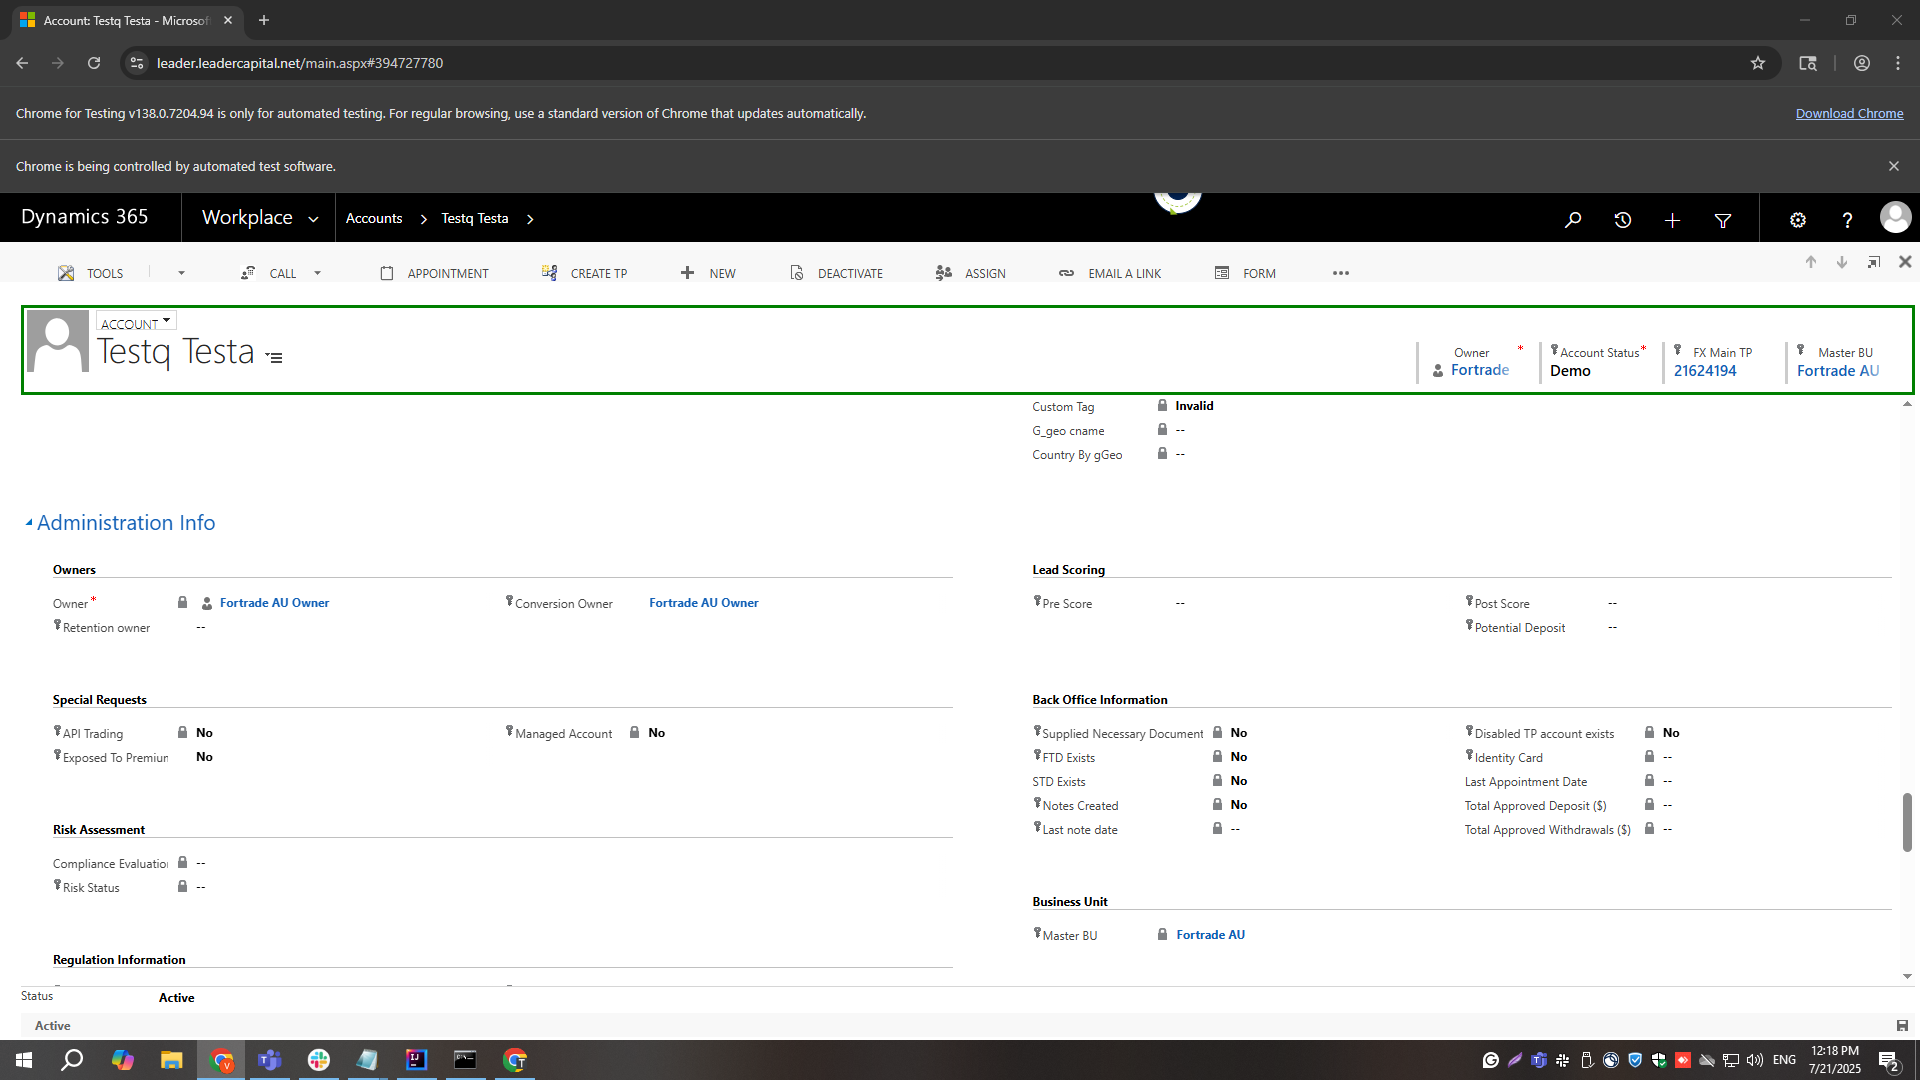 Account: Testq Testa - Microsof
leader.leadercapital.net/main.aspx#394727780
Chrome for Testing v138.0.7204.94 is only for automated testing. For regular browsing, use a standard version of Chrome that updates automatically.
Download Chrome
Chrome is being controlled by automated test software.
Dynamics 365
Workplace
Accounts
Testq Testa
TOOLS
CALL
APPOINTMENT
CREATE TP
NEW
DEACTIVATE
ASSIGN
EMAIL A LINK
FORM
ACCOUNT
Testq Testa
Owner *
Fortrade
Account Status *
Demo
FX Main TP
21624194
Master BU
Fortrade AU
Custom Tag Invalid
G_geo cname --
Country By gGeo --
Administration Info
Owners
Owner * Fortrade AU Owner
Conversion Owner Fortrade AU Owner
Retention owner --
Lead Scoring
Pre Score --
Post Score --
Potential Deposit --
Special Requests
API Trading No
Managed Account No
Exposed To Premiun No
Back Office Information
Supplied Necessary Document No
Disabled TP account exists No
FTD Exists No
Identity Card --
STD Exists No
Last Appointment Date --
Notes Created No
Total Approved Deposit ($) --
Last note date --
Total Approved Withdrawals ($) --
Risk Assessment
Compliance Evaluatio --
Risk Status --
Business Unit
Master BU Fortrade AU
Regulation Information
Status Active
Active
ENG
12:18 PM
7/21/2025
2